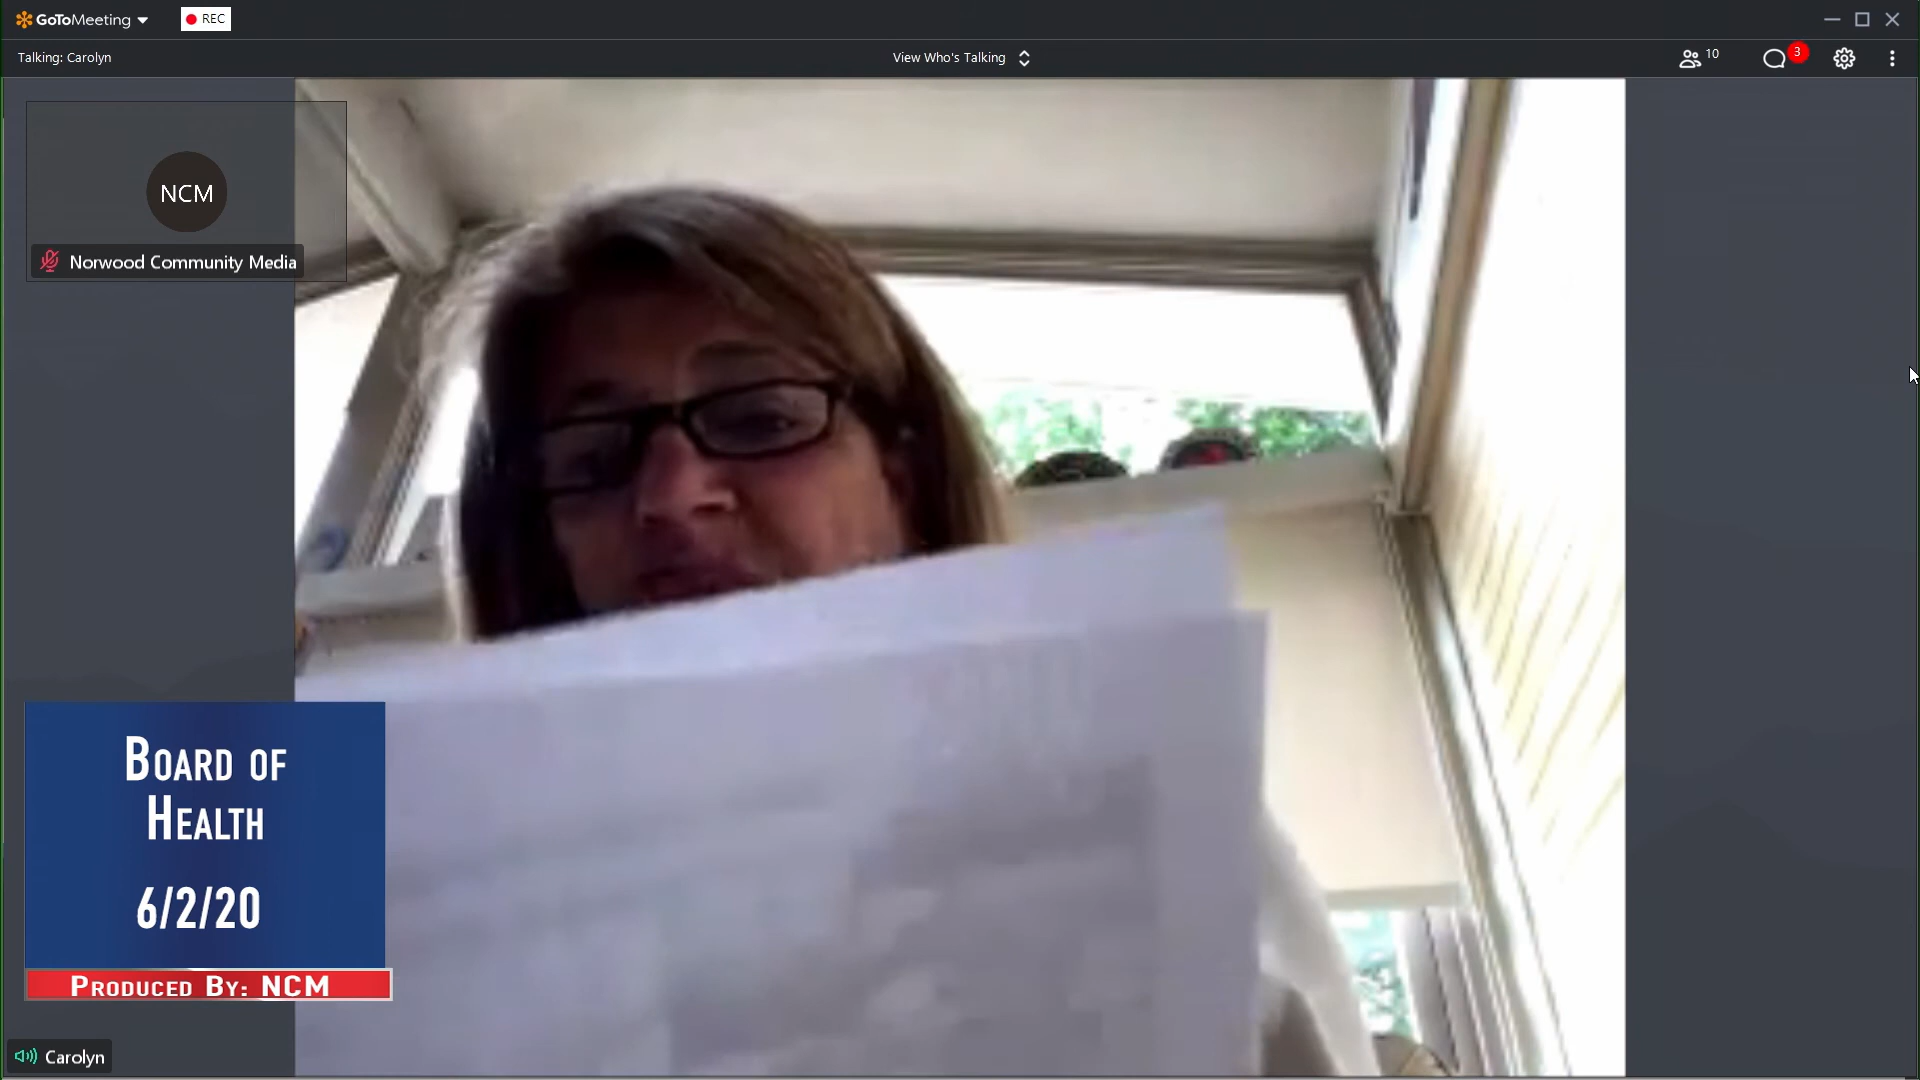 GoToMeeting
REC
Talking: Carolyn
View Who's Talking
10
3
NCM
Norwood Community Media
Board of
Health
6/2/20
Produced By: NCM
Carolyn